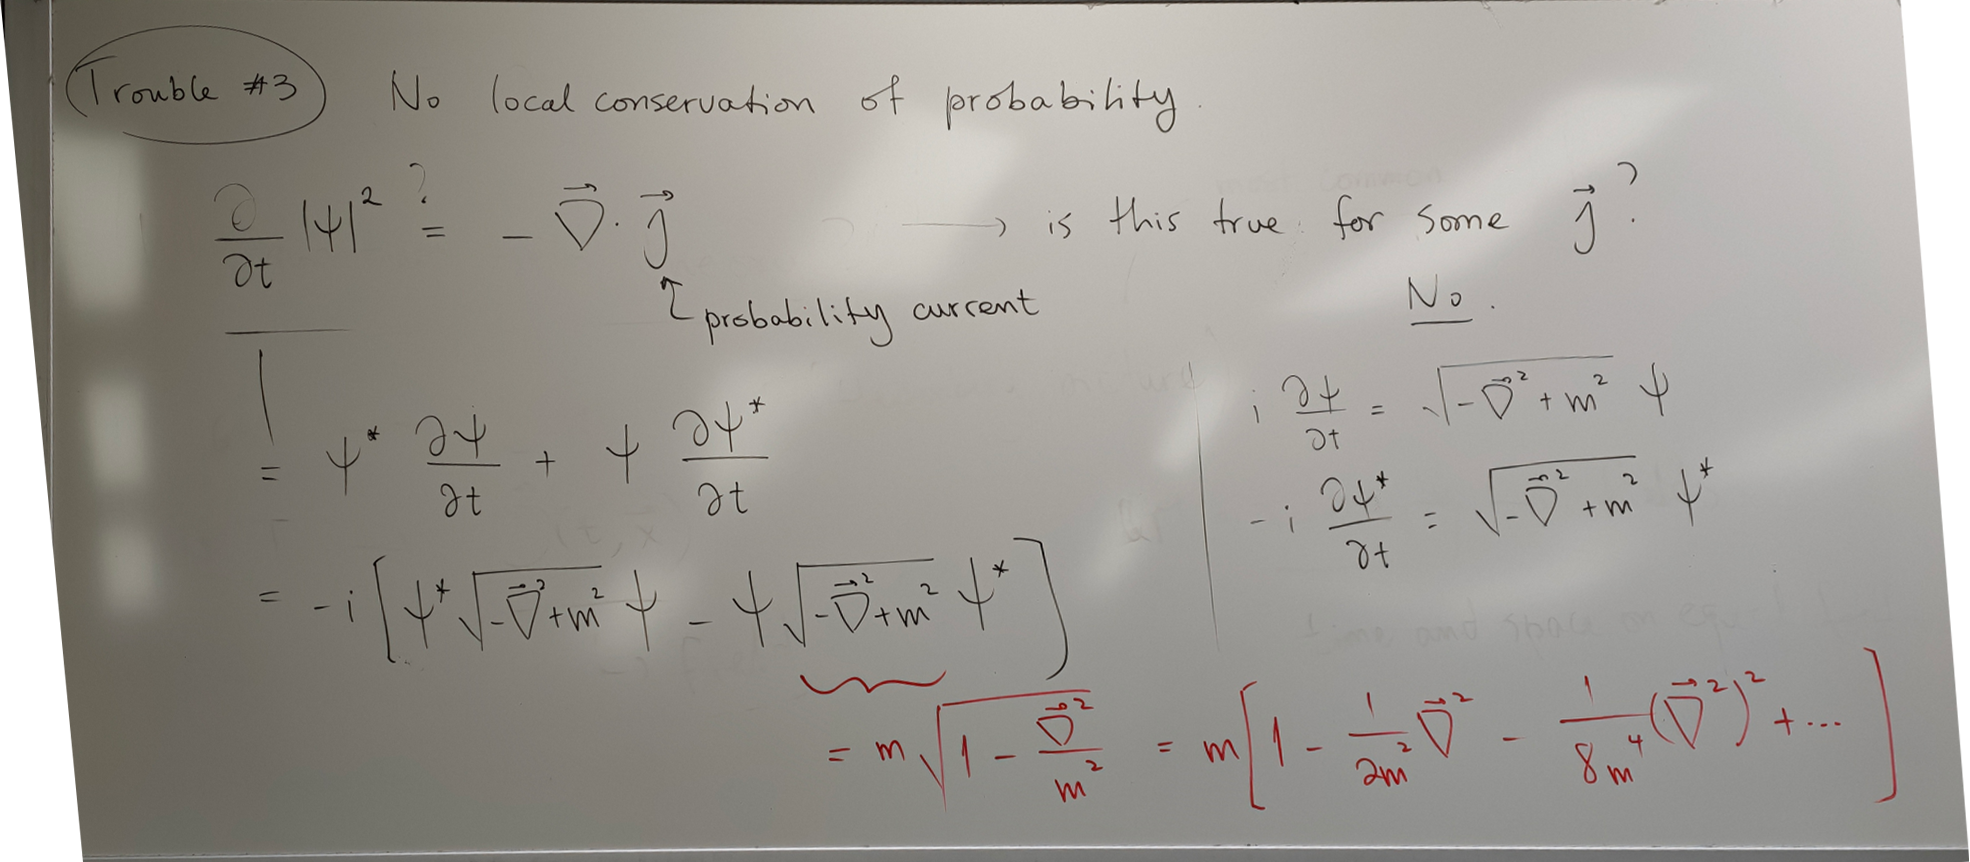 Trouble #3 No local conservation of probability.
∂/∂t |ψ|² ?= - ∇⃗ · j⃗ ⟶ is this true for some j⃗ ?
↑ probability current No.
= ψ* ∂ψ/∂t + ψ ∂ψ*/∂t
i ∂ψ/∂t = √(-∇⃗² + m²) ψ
-i ∂ψ*/∂t = √(-∇⃗² + m²) ψ*
= -i [ψ* √(-∇⃗² + m²) ψ - ψ √(-∇⃗² + m²) ψ*]
= m √(1 - ∇⃗²/m²) = m [1 - 1/2m² ∇⃗² - 1/8m⁴ (∇⃗²)² + ...]